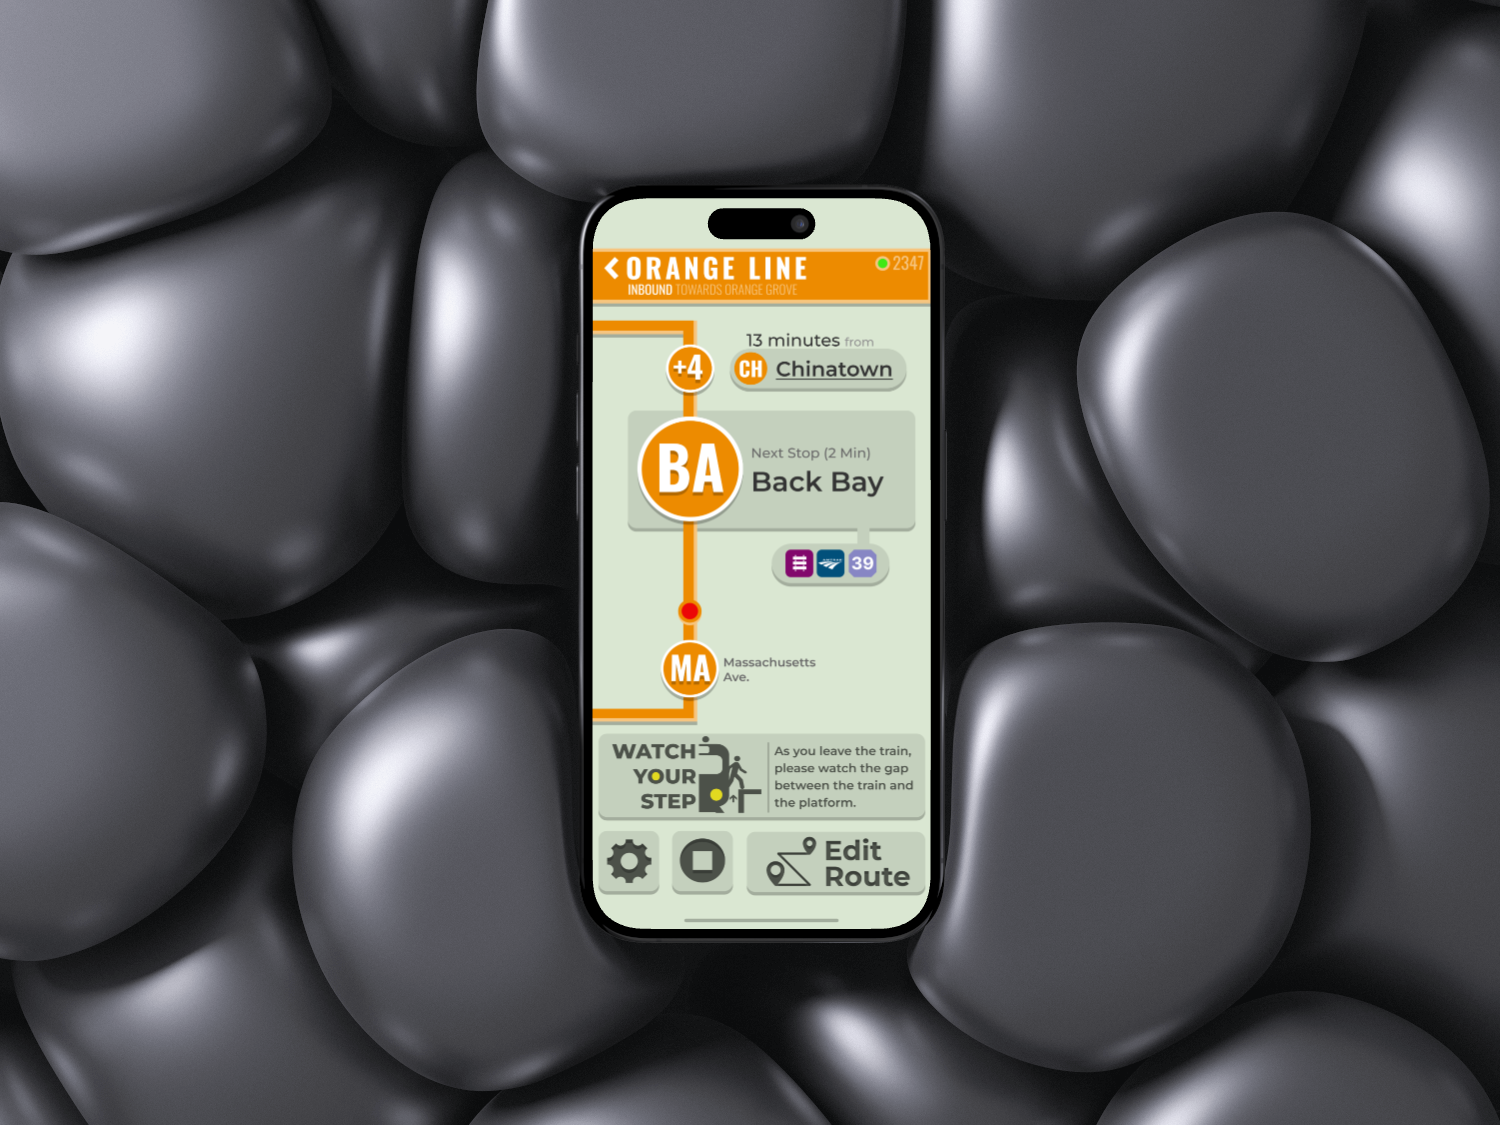 ORANGE LINE
2347
INBOUND TOWARDS ORANGE GROVE
13 minutes from
+4
CH Chinatown
BA
Next Stop (2 Min)
Back Bay
39
MA
Massachusetts
Ave.
WATCH
YOUR
STEP
As you leave the train,
please watch the gap
between the train and
the platform.
Edit
Route